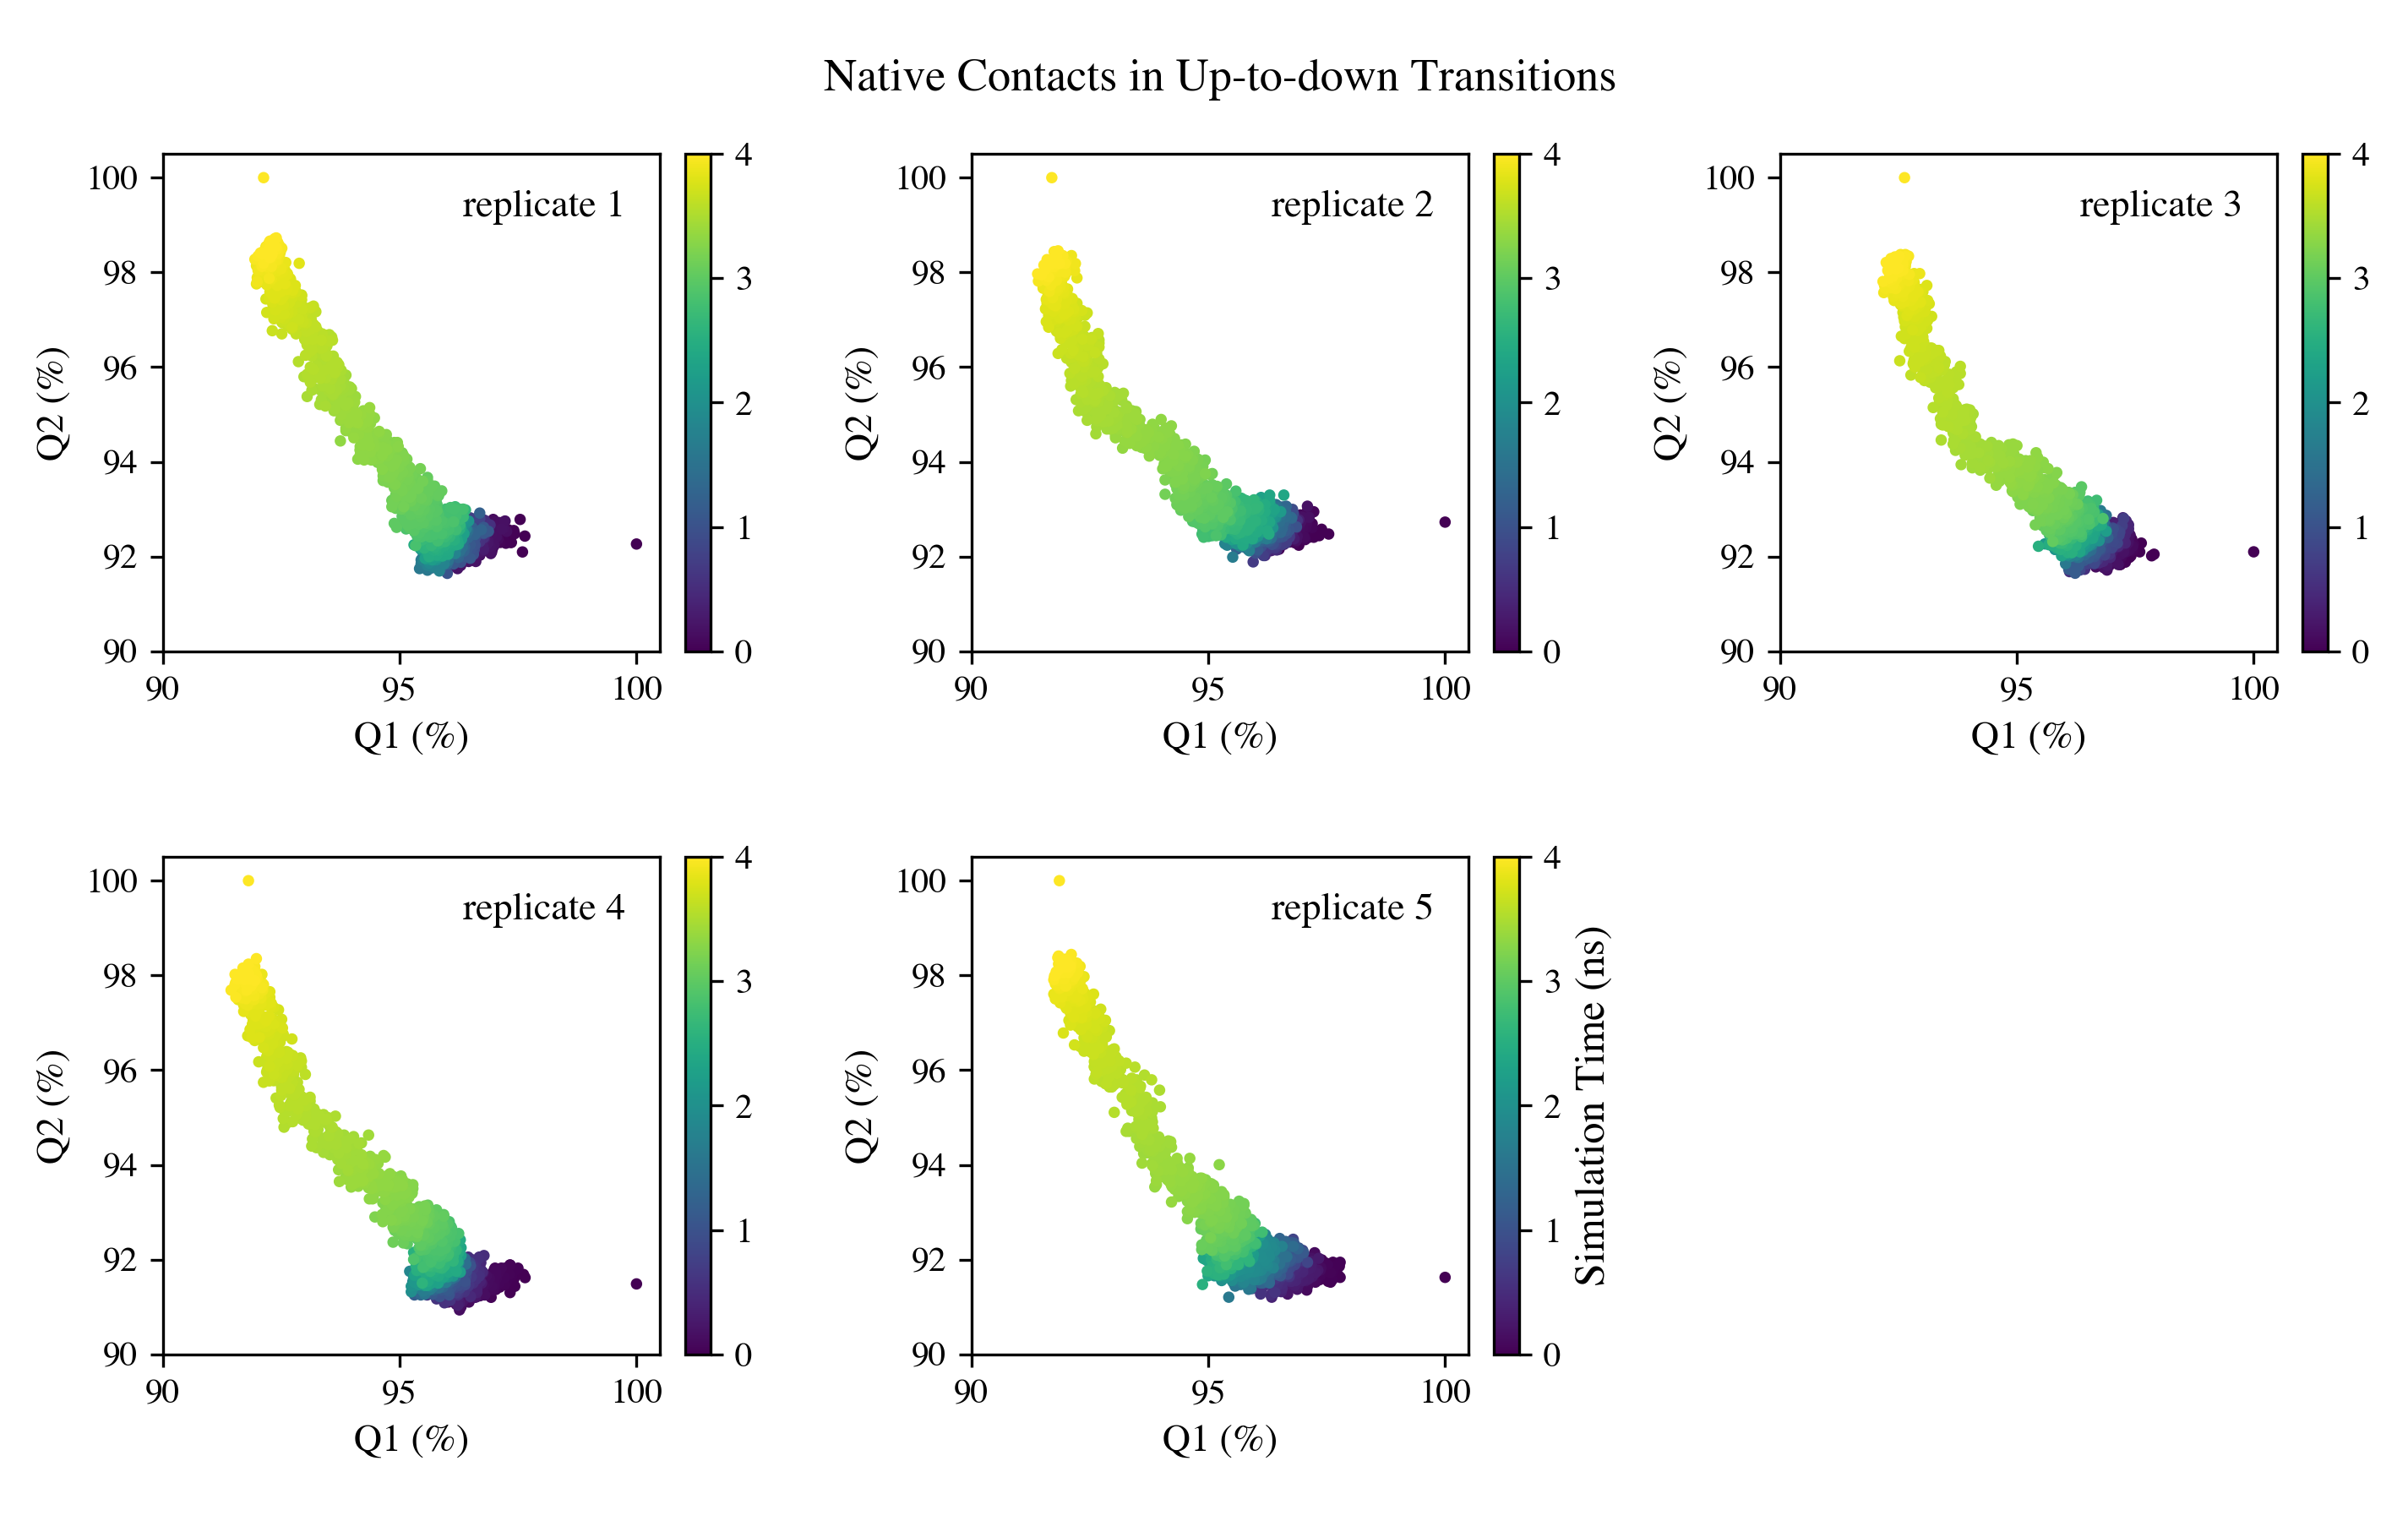 Native Contacts in Up-to-down Transitions
replicate 1
Q2 (%)
100
98
96
94
92
90
90 95 100
Q1 (%)
4
3
2
1
0
replicate 2
Q2 (%)
100
98
96
94
92
90
90 95 100
Q1 (%)
4
3
2
1
0
replicate 3
Q2 (%)
100
98
96
94
92
90
90 95 100
Q1 (%)
4
3
2
1
0
replicate 4
Q2 (%)
100
98
96
94
92
90
90 95 100
Q1 (%)
4
3
2
1
0
replicate 5
Q2 (%)
100
98
96
94
92
90
90 95 100
Q1 (%)
4
3
2
1
0
Simulation Time (ns)